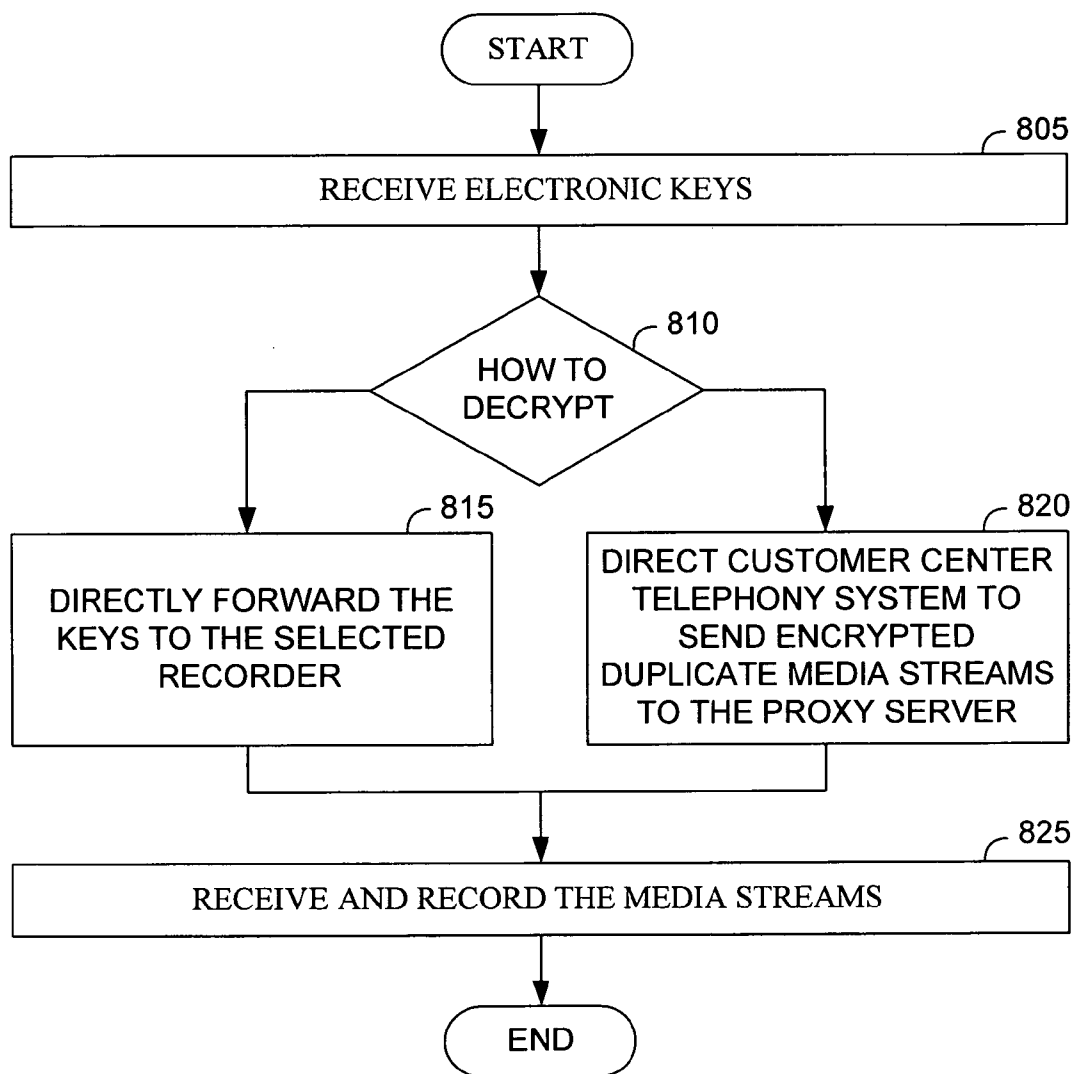 START
805
RECEIVE ELECTRONIC KEYS
810
HOW TO
DECRYPT
815
DIRECTLY FORWARD THE
KEYS TO THE SELECTED
RECORDER
820
DIRECT CUSTOMER CENTER
TELEPHONY SYSTEM TO
SEND ENCRYPTED
DUPLICATE MEDIA STREAMS
TO THE PROXY SERVER
825
RECEIVE AND RECORD THE MEDIA STREAMS
END